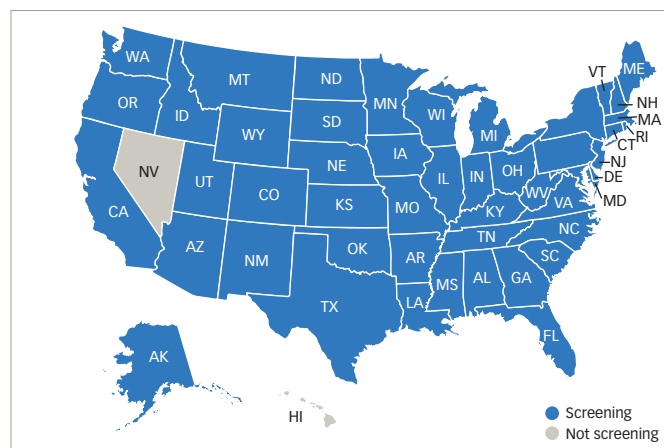 WA
MT
ND
VT
ME
OR
MN
ID
SD
WI
NH
WY
MI
MA
RI
CT
NV
NE
IA
NJ
UT
CO
IL
IN
OH
DE
CA
KS
MO
WV
VA
MD
KY
AZ
NM
OK
AR
TN
NC
SC
TX
LA
MS
AL
GA
AK
FL
HI
Screening
Not screening